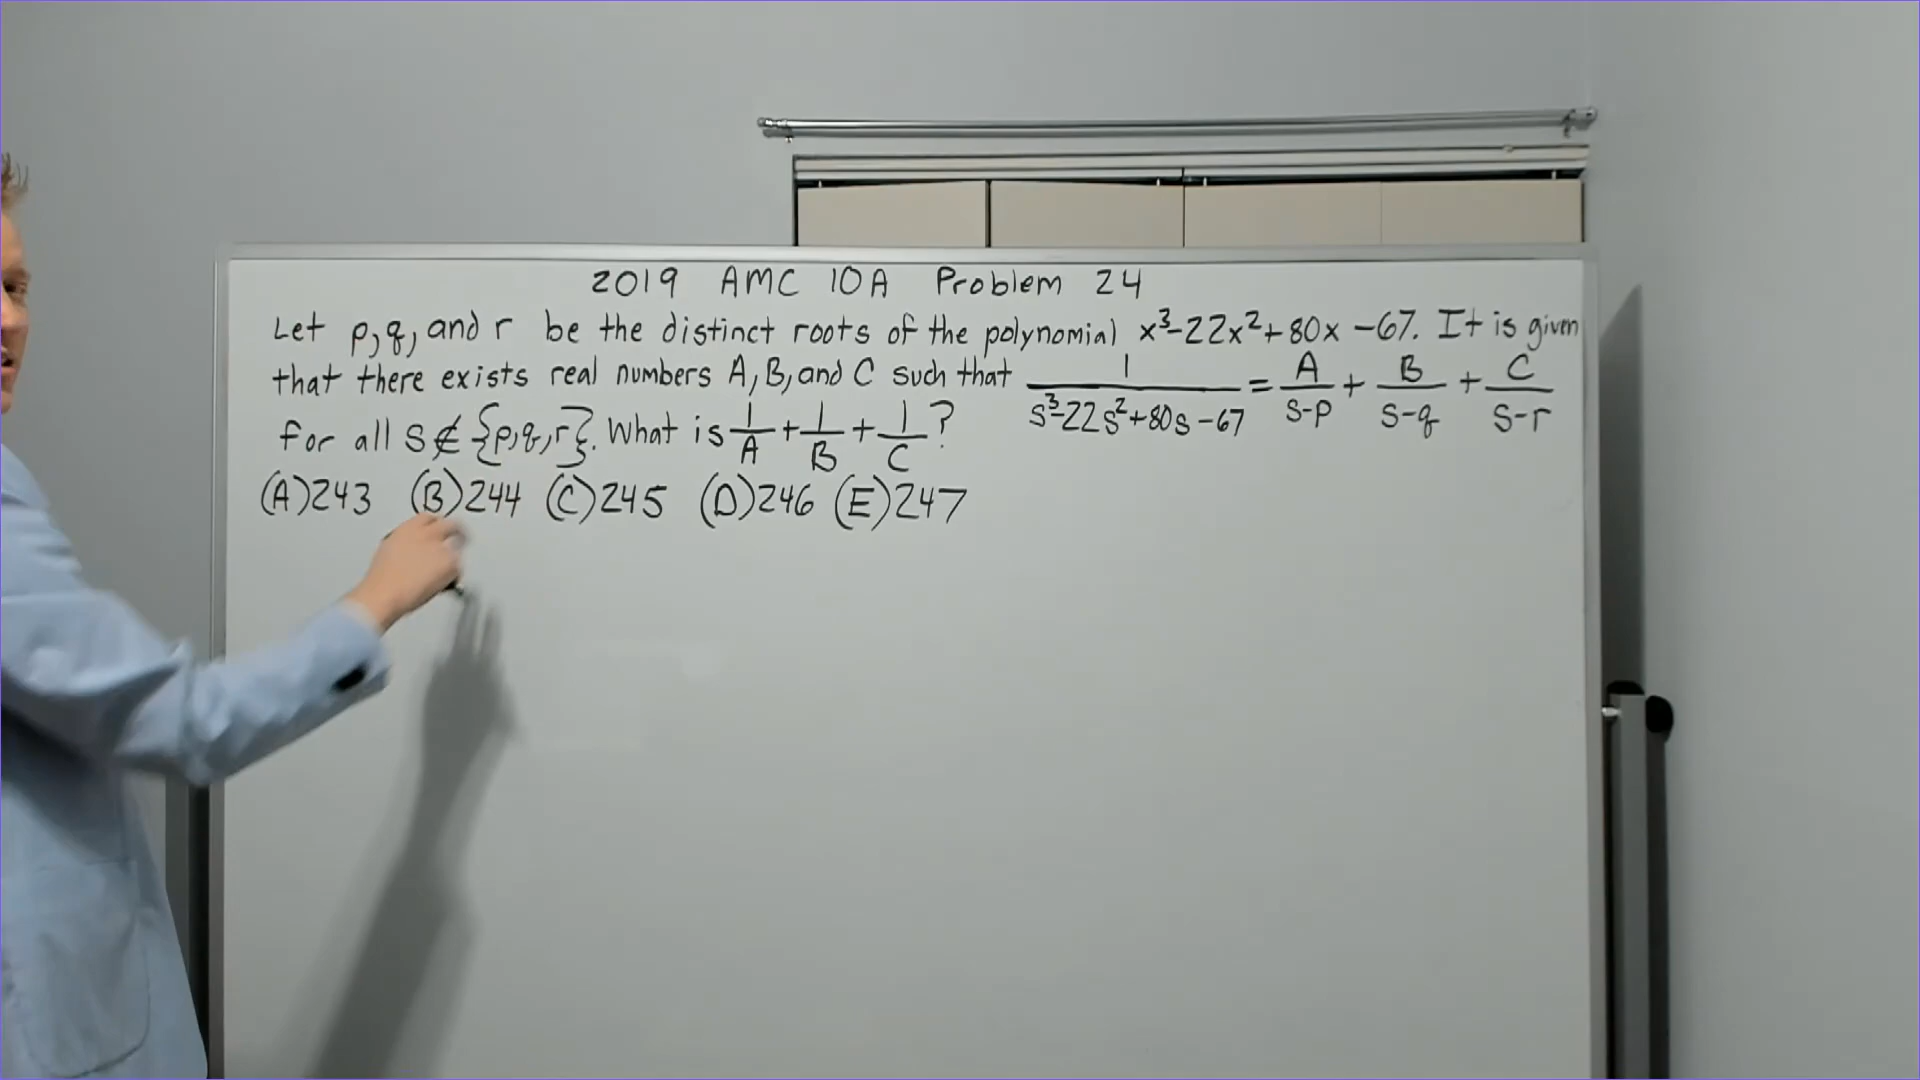 2019 AMC 10A Problem 24
Let p,q, and r be the distinct roots of the polynomial x³-22x²+80x-67. It is given
that there exists real numbers A, B, and C such that 1/(s³-22s²+80s-67) = A/(s-p) + B/(s-q) + C/(s-r)
for all s∉{p,q,r}. What is 1/A + 1/B + 1/C?
(A)243 (B)244 (C)245 (D)246 (E)247